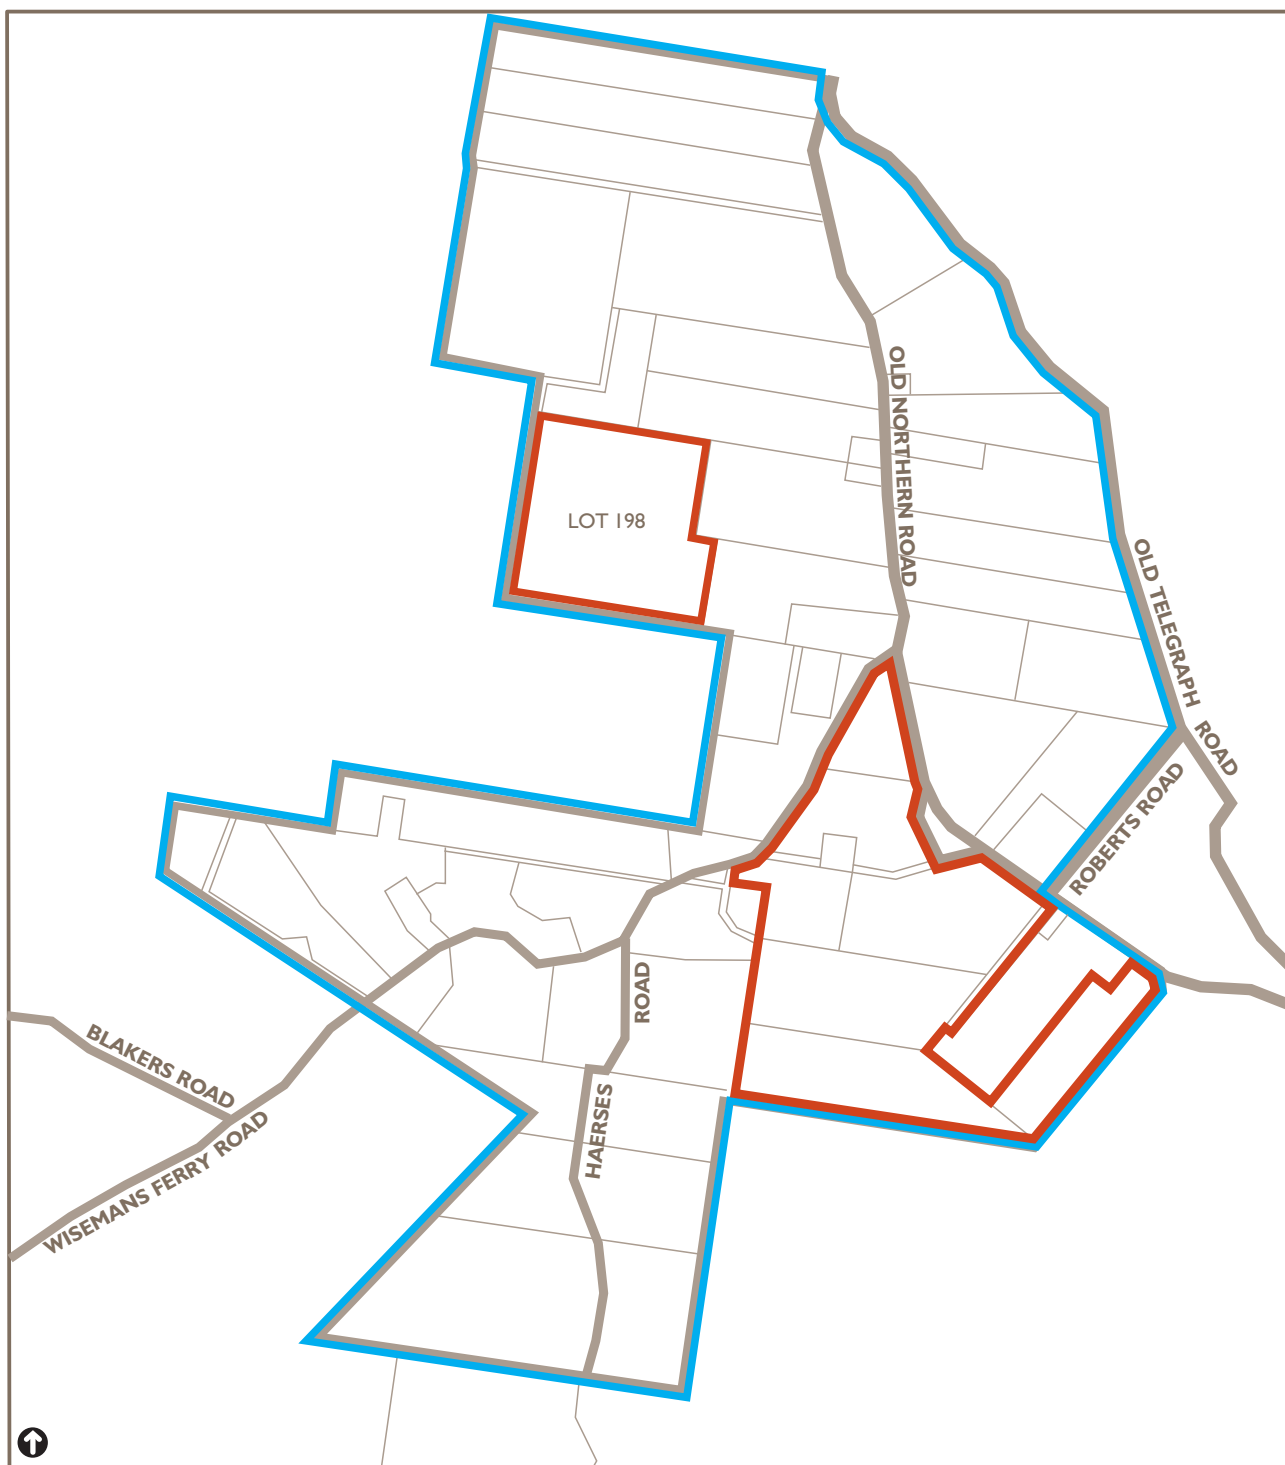 OLD NORTHERN ROAD
LOT 198
OLD TELEGRAPH ROAD
ROBERTS ROAD
HAERSES ROAD
BLAKERS ROAD
WISEMANS FERRY ROAD